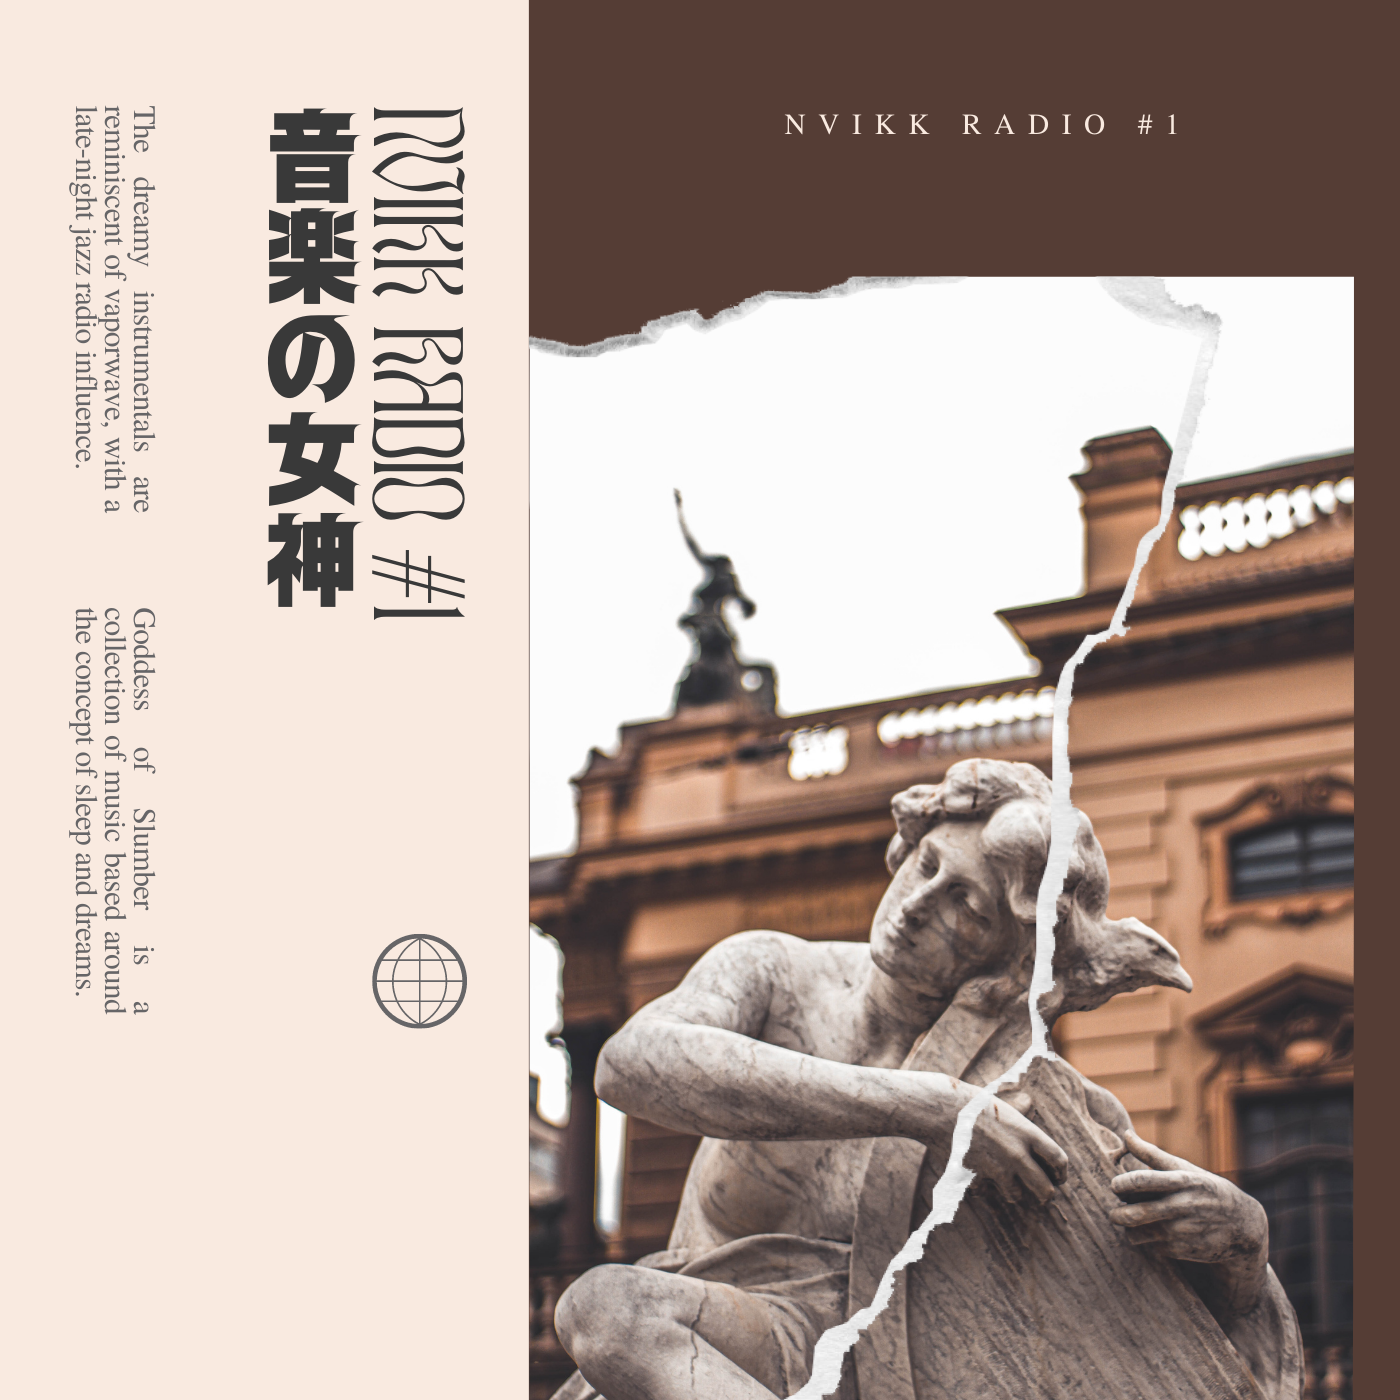 NVIKK RADIO #1
NVIKK RADIO #1
音楽の女神
The dreamy instrumentals are
reminiscent of vaporwave, with a
late-night jazz radio influence.
Goddess of Slumber is a
collection of music based around
the concept of sleep and dreams.